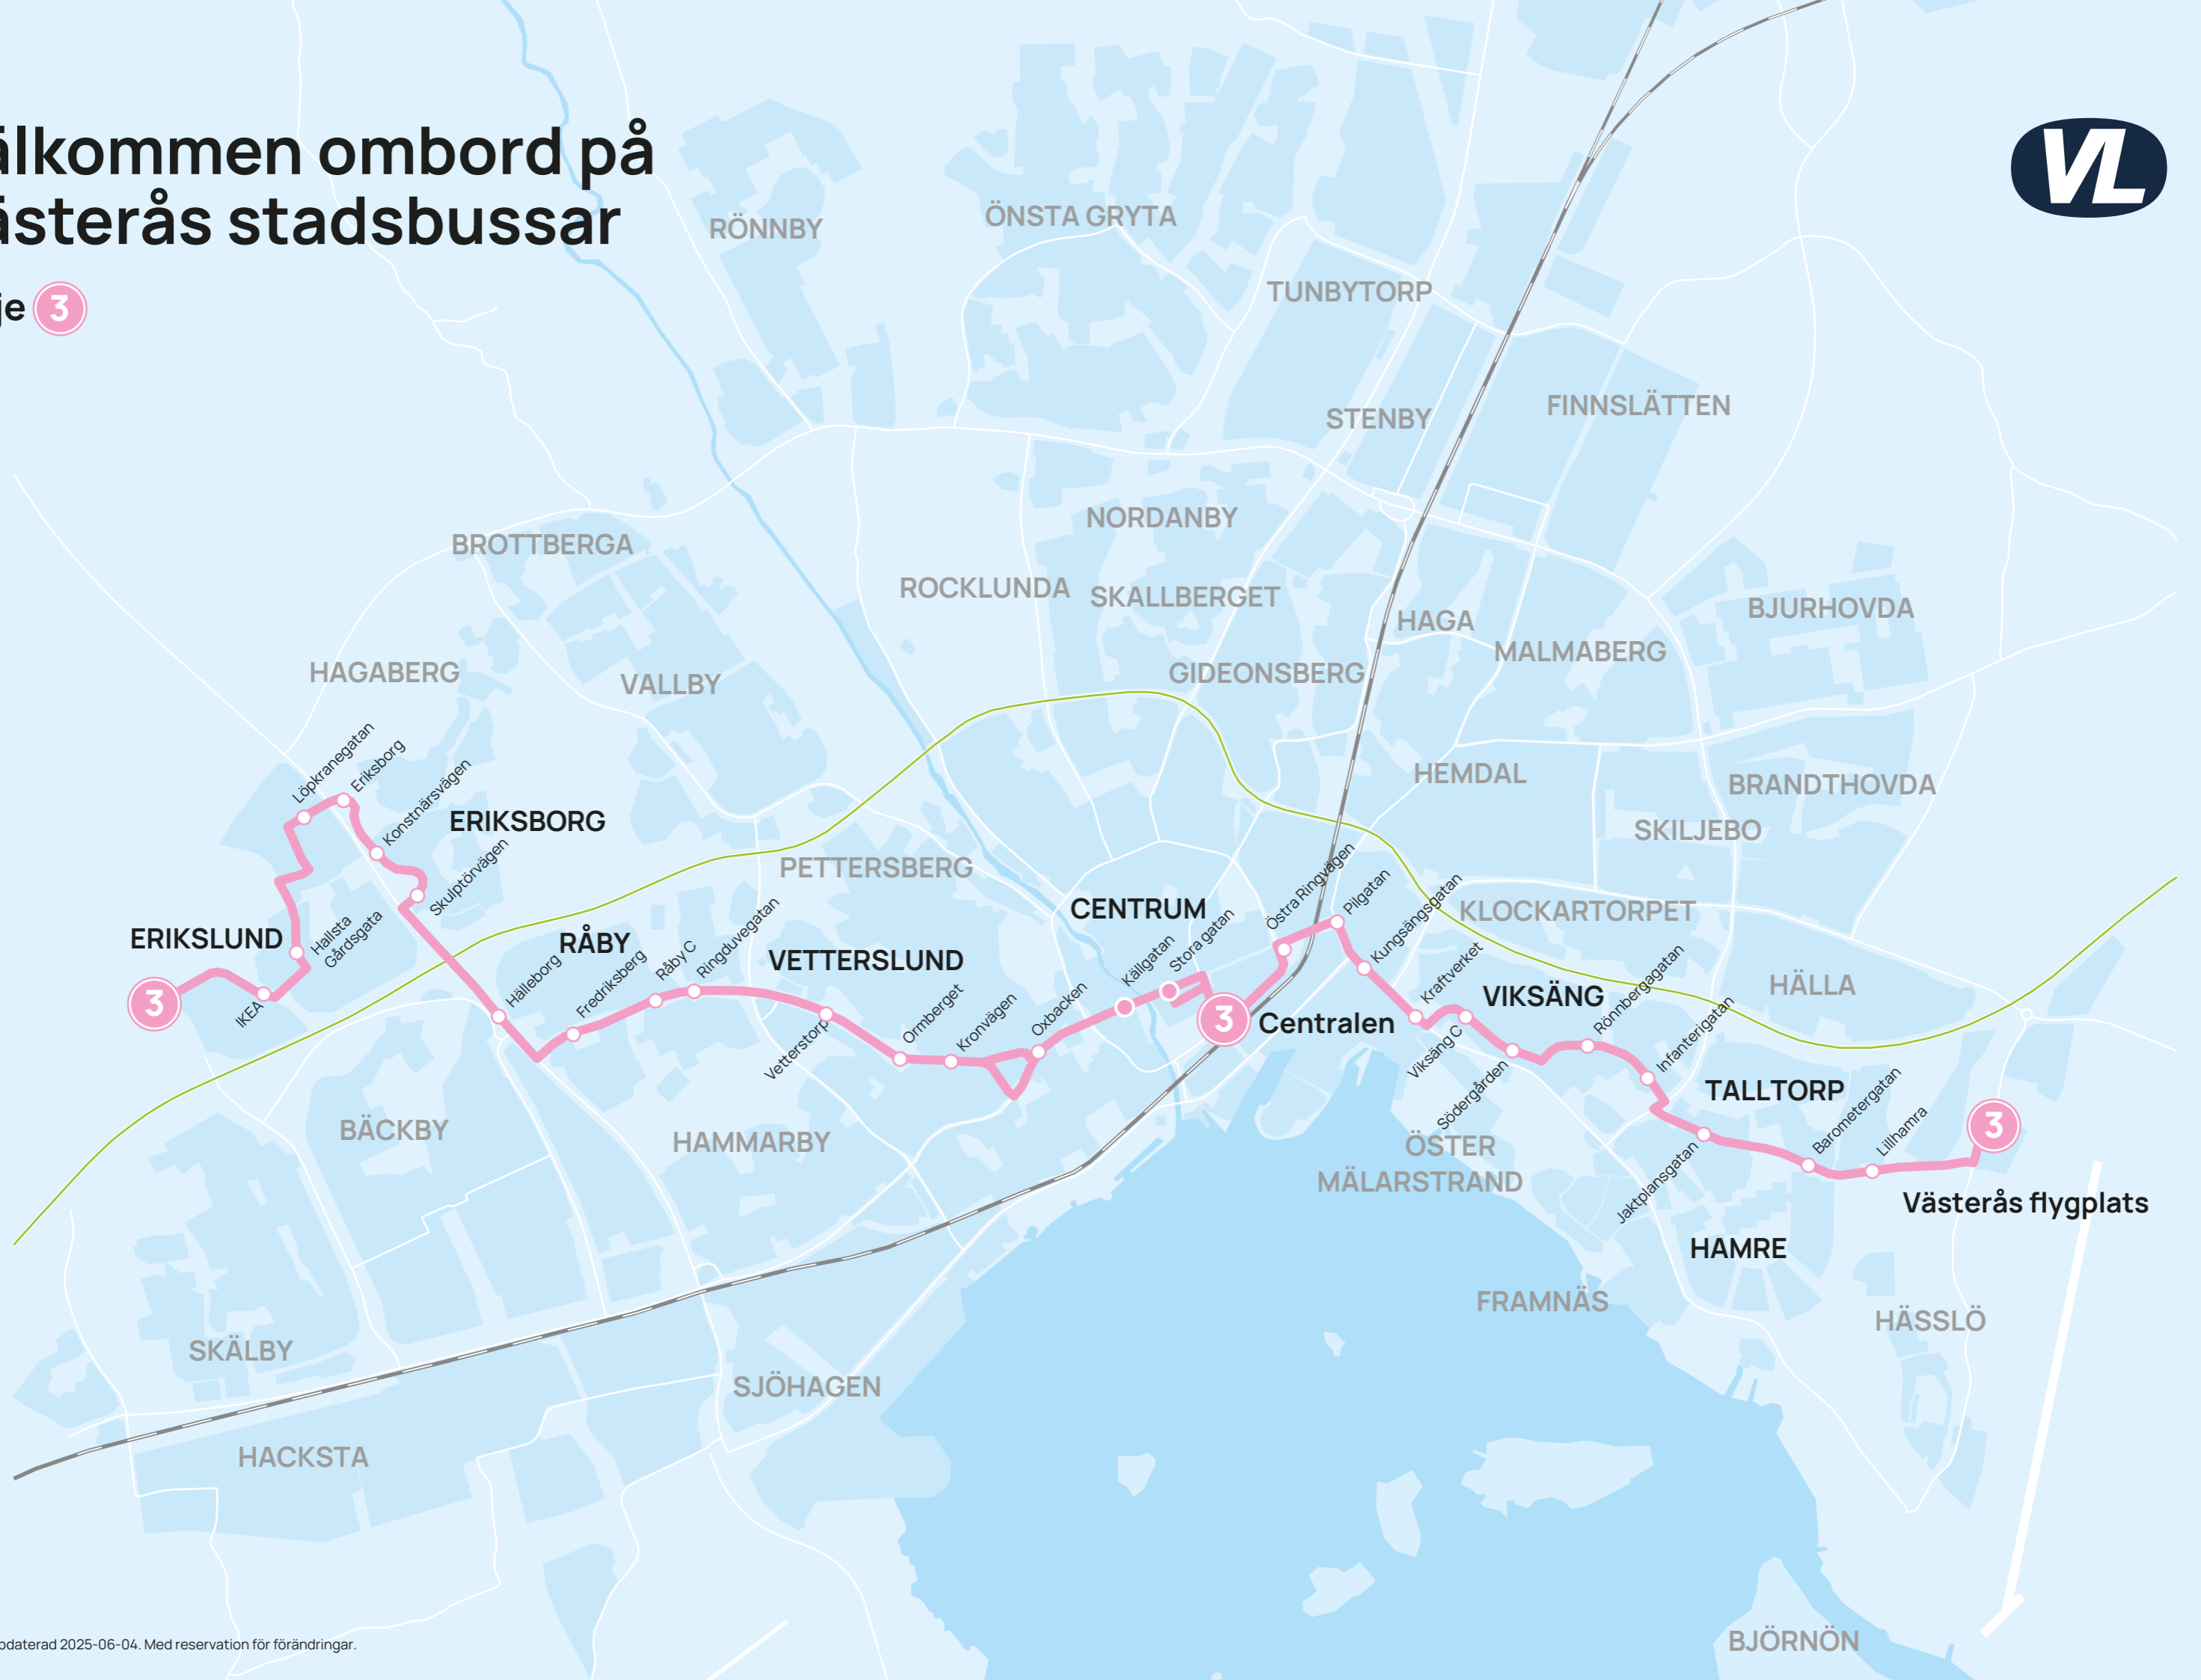 älkommen ombord på
ästerås stadsbussar
je 3
VL
RÖNNBY
ÖNSTA GRYTA
TUNBYTORP
STENBY
FINNSLÄTTEN
NORDANBY
BROTTBERGA
ROCKLUNDA
SKALLBERGET
HAGA
BJURHOVDA
MALMABERG
HAGABERG
VALLBY
GIDEONSBERG
HEMDAL
BRANDTHOVDA
SKILJEBO
Löpkranegatan
Eriksborg
Konstnärsvägen
ERIKSBORG
Skulptörvägen
PETTERSBERG
KLOCKARTORPET
ERIKSLUND
3
IKEA
Hallsta
Gårdsgata
RÅBY
Hälleborg
Fredriksberg
Råby C
Ringduvegatan
VETTERSLUND
Vetterstorp
Ormberget
Kronvägen
Oxbacken
CENTRUM
Källgatan
Stora gatan
3
Centralen
Östra Ringvägen
Pilgatan
Kungsängsgatan
Kraftverket
Viksäng C
VIKSÄNG
Södergården
Rönnbergagatan
Infanterigatan
HÄLLA
TALLTORP
Jaktplansgatan
Barometergatan
Lillhamra
3
Västerås flygplats
BÄCKBY
HAMMARBY
ÖSTER
MÄLARSTRAND
HAMRE
FRAMNÄS
HÄSSLÖ
SKÄLBY
SJÖHAGEN
HACKSTA
BJÖRNÖN
pdaterad 2025-06-04. Med reservation för förändringar.